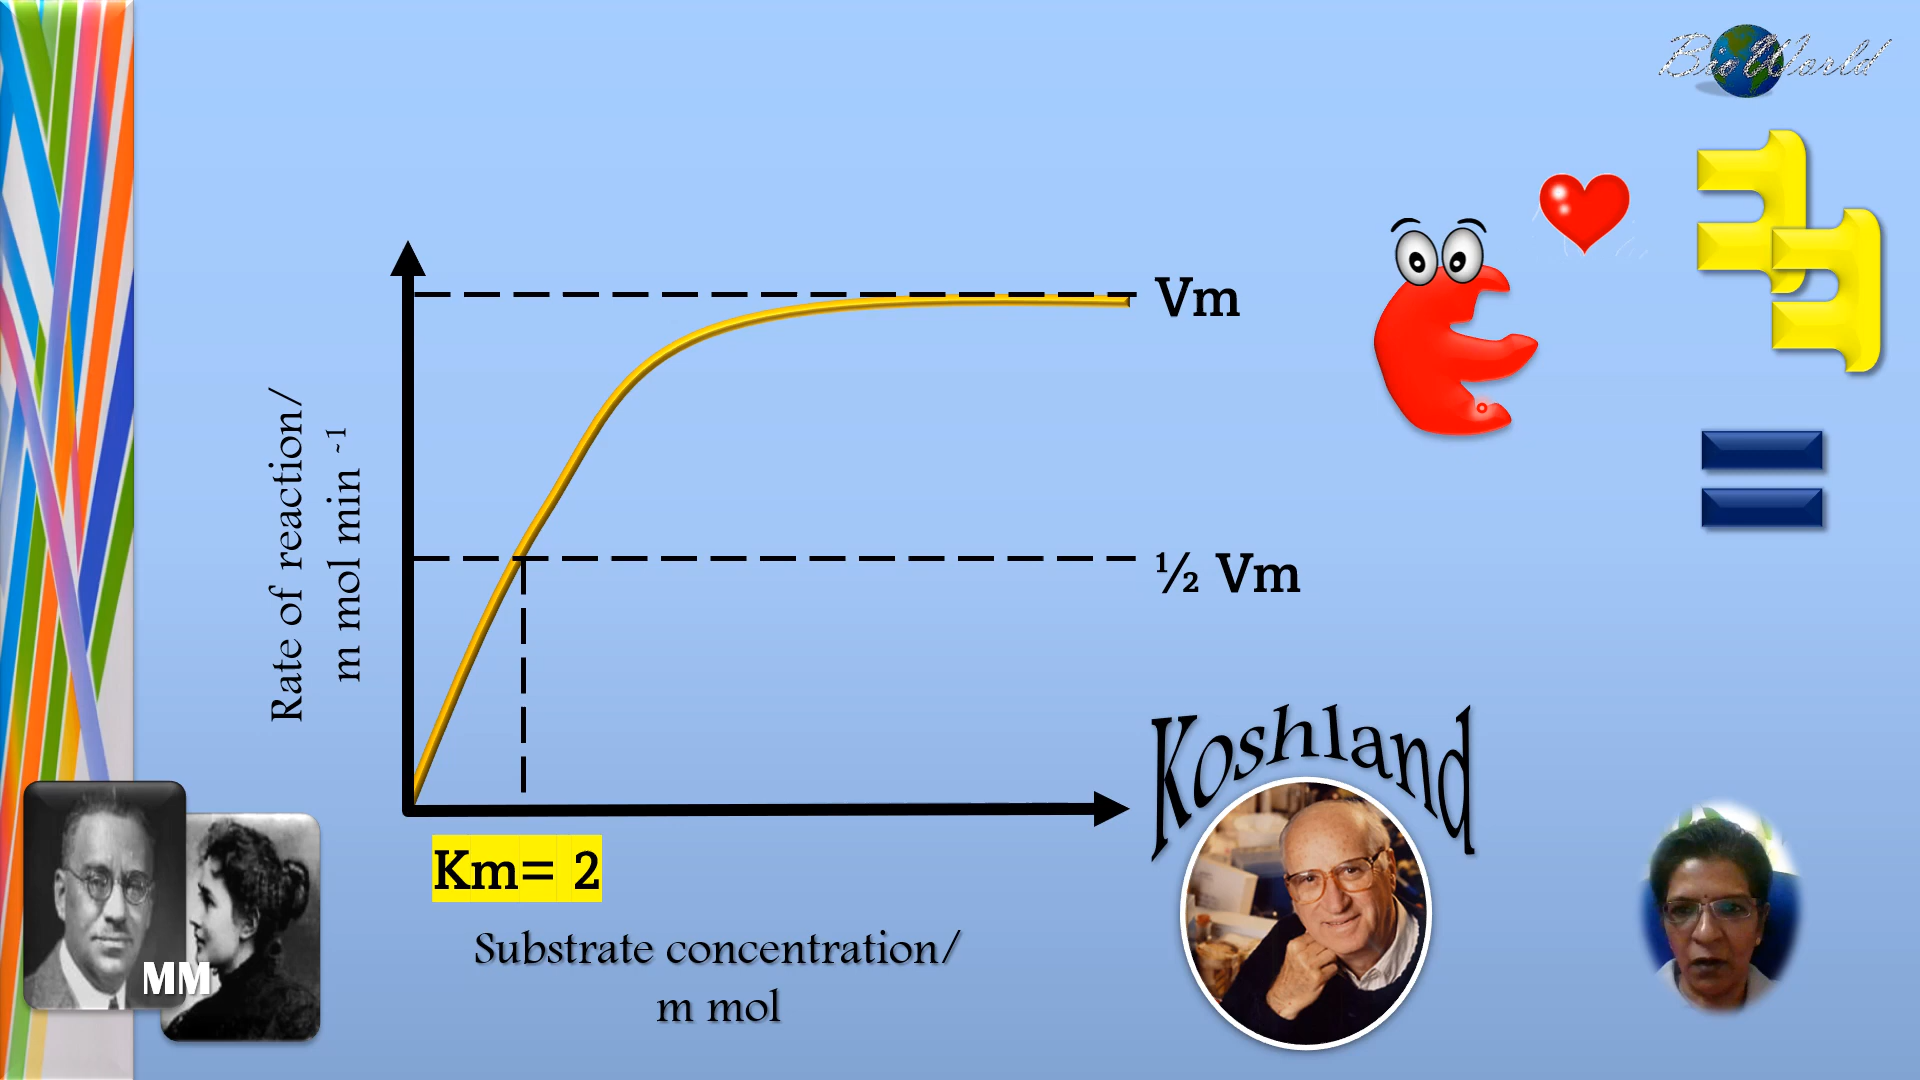 BioWorld
Vm
Rate of reaction/
m mol min -1
½ Vm
Koshland
Km= 2
Substrate concentration/
m mol
MM